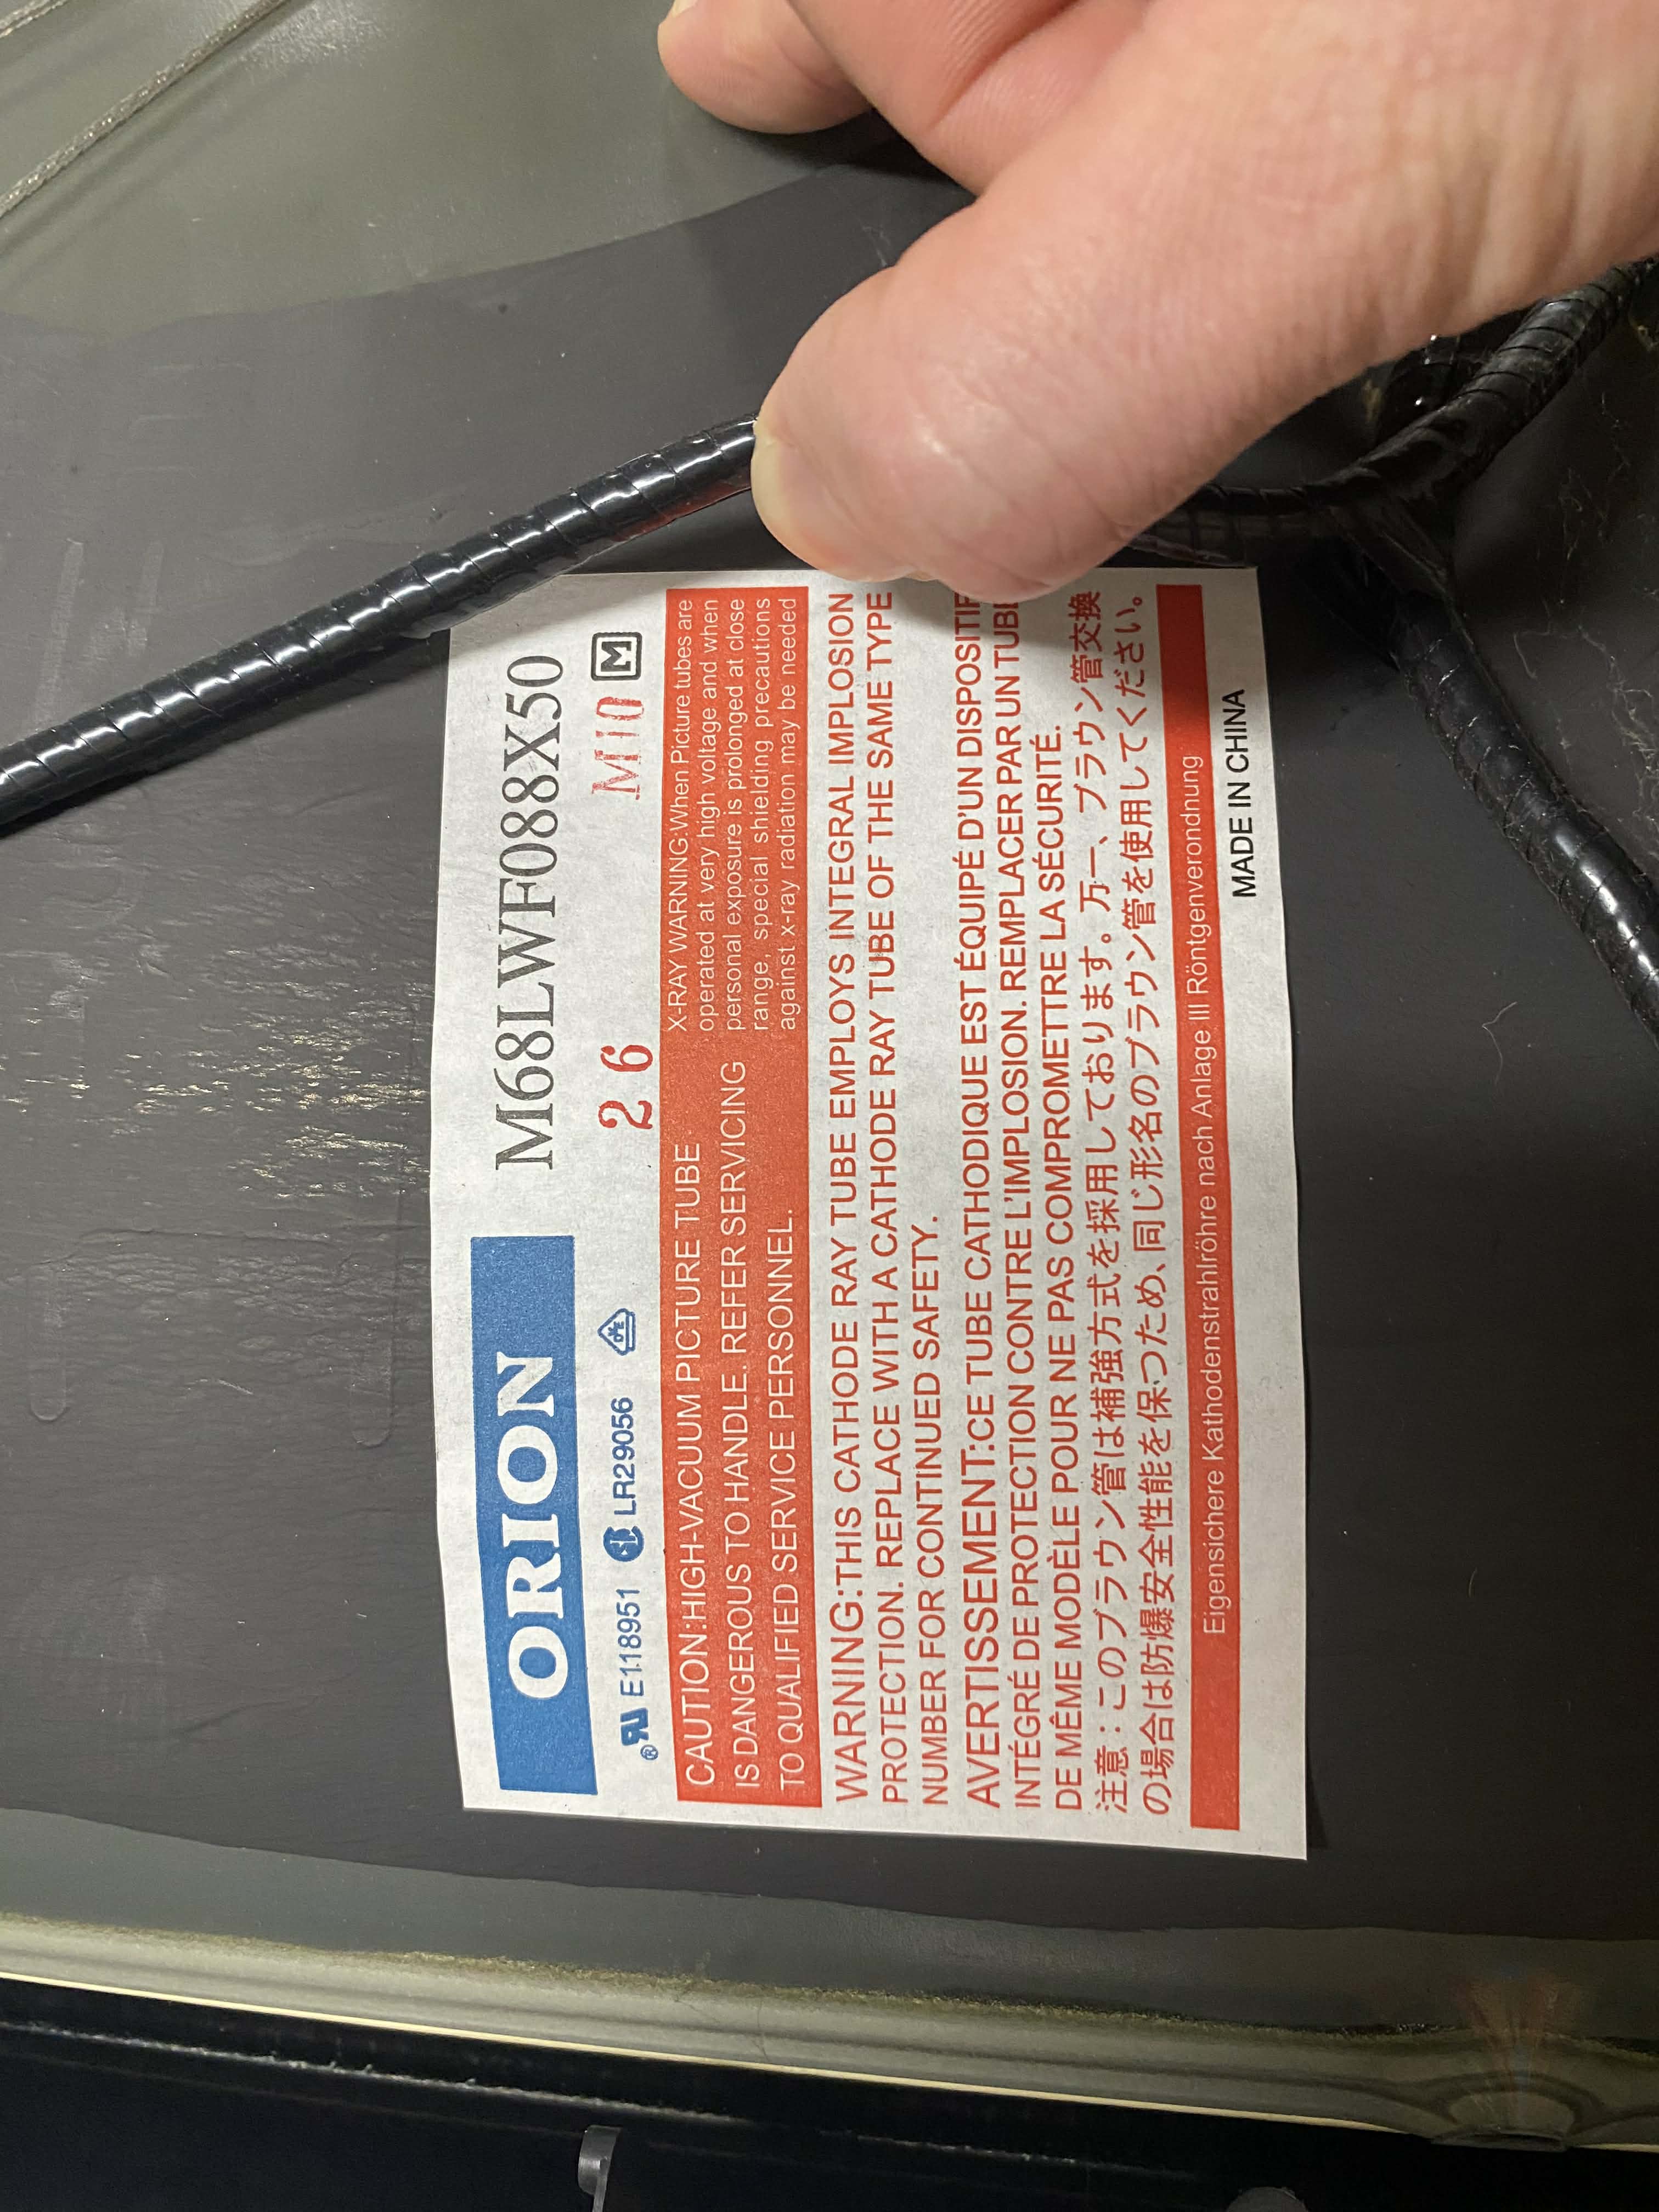 ORION M68LWF088X50
® E118951 LR29056 26 M10 M
CAUTION:HIGH-VACUUM PICTURE TUBE
IS DANGEROUS TO HANDLE. REFER SERVICING
TO QUALIFIED SERVICE PERSONNEL.
X-RAY WARNING:When Picture tubes are
operated at very high voltage and when
personal exposure is prolonged at close
range, special shielding precautions
against x-ray radiation may be needed
WARNING:THIS CATHODE RAY TUBE EMPLOYS INTEGRAL IMPLOSION
PROTECTION. REPLACE WITH A CATHODE RAY TUBE OF THE SAME TYPE
NUMBER FOR CONTINUED SAFETY.
AVERTISSEMENT:CE TUBE CATHODIQUE EST ÉQUIPÉ D'UN DISPOSITIF
INTÉGRÉ DE PROTECTION CONTRE L'IMPLOSION. REMPLACER PAR UN TUBE
DE MÊME MODÈLE POUR NE PAS COMPROMETTRE LA SÉCURITÉ.
注意：このブラウン管は補強方式を採用しております。万一、ブラウン管交換
の場合は防爆安全性能を保つため、同じ形名のブラウン管を使用してください。
Eigensichere Kathodenstrahlröhre nach Anlage III Röntgenverondnung
MADE IN CHINA